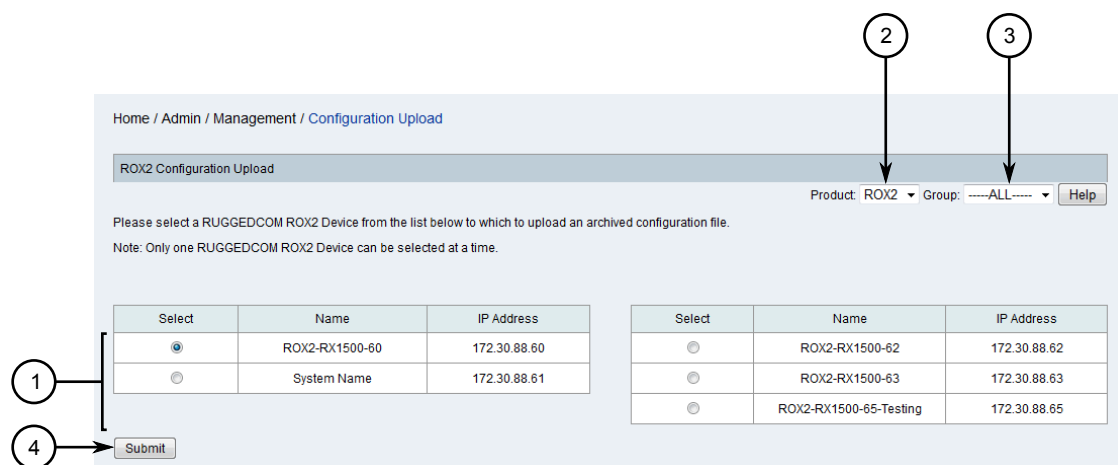 2 3
Home / Admin / Management / Configuration Upload
ROX2 Configuration Upload
Product: ROX2 Group: -----ALL----- Help
Please select a RUGGEDCOM ROX2 Device from the list below to which to upload an archived configuration file.
Note: Only one RUGGEDCOM ROX2 Device can be selected at a time.
Select Name IP Address Select Name IP Address
ROX2-RX1500-60 172.30.88.60 ROX2-RX1500-62 172.30.88.62
1 System Name 172.30.88.61 ROX2-RX1500-63 172.30.88.63
ROX2-RX1500-65-Testing 172.30.88.65
4 Submit